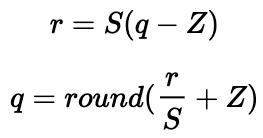 r = S(q − Z)
q = round(r/S + Z)